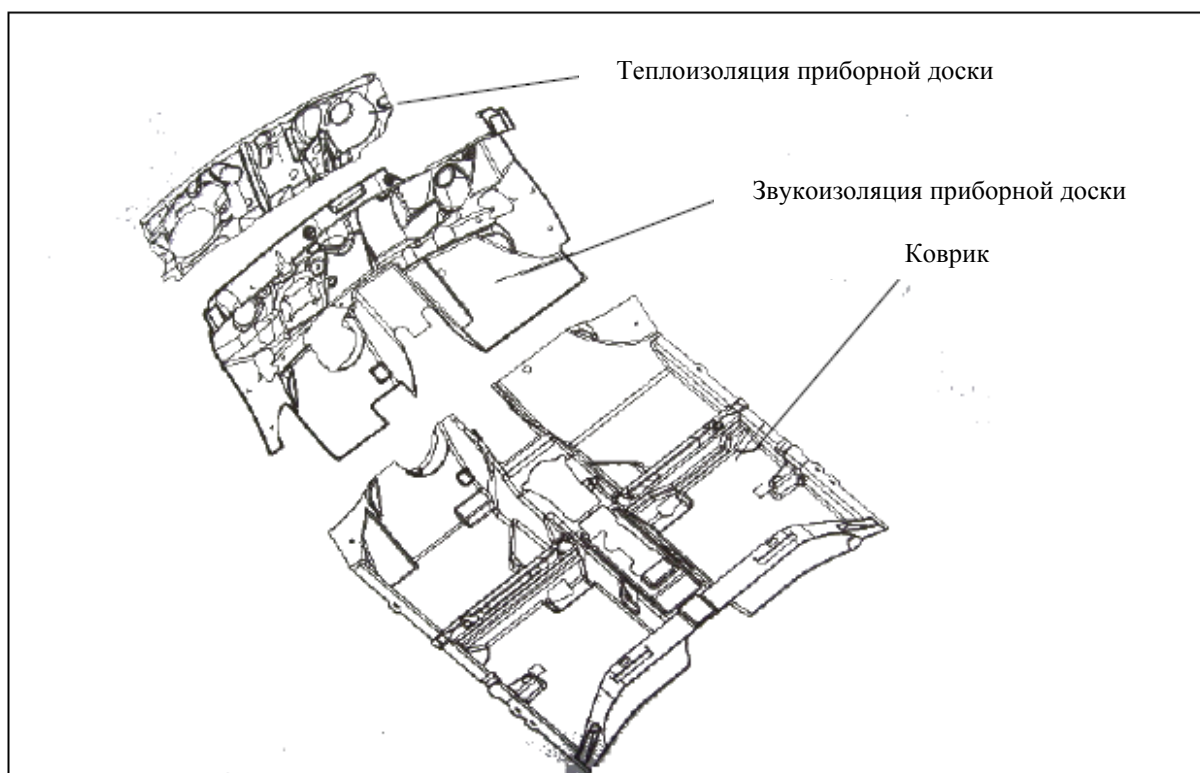 Теплоизоляция приборной доски
Звукоизоляция приборной доски
Коврик